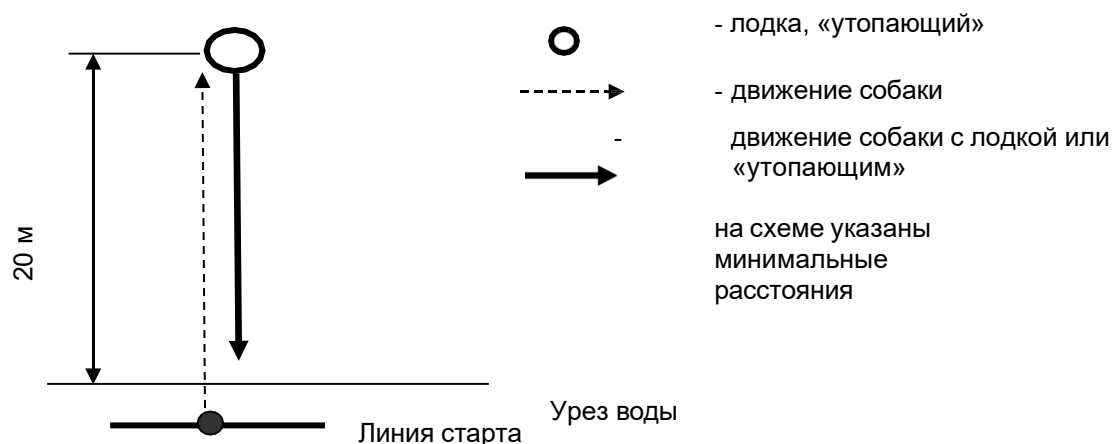 - лодка, «утопающий»
- движение собаки
- движение собаки с лодкой или
«утопающим»
на схеме указаны
минимальные
расстояния
20 м
Урез воды
Линия старта